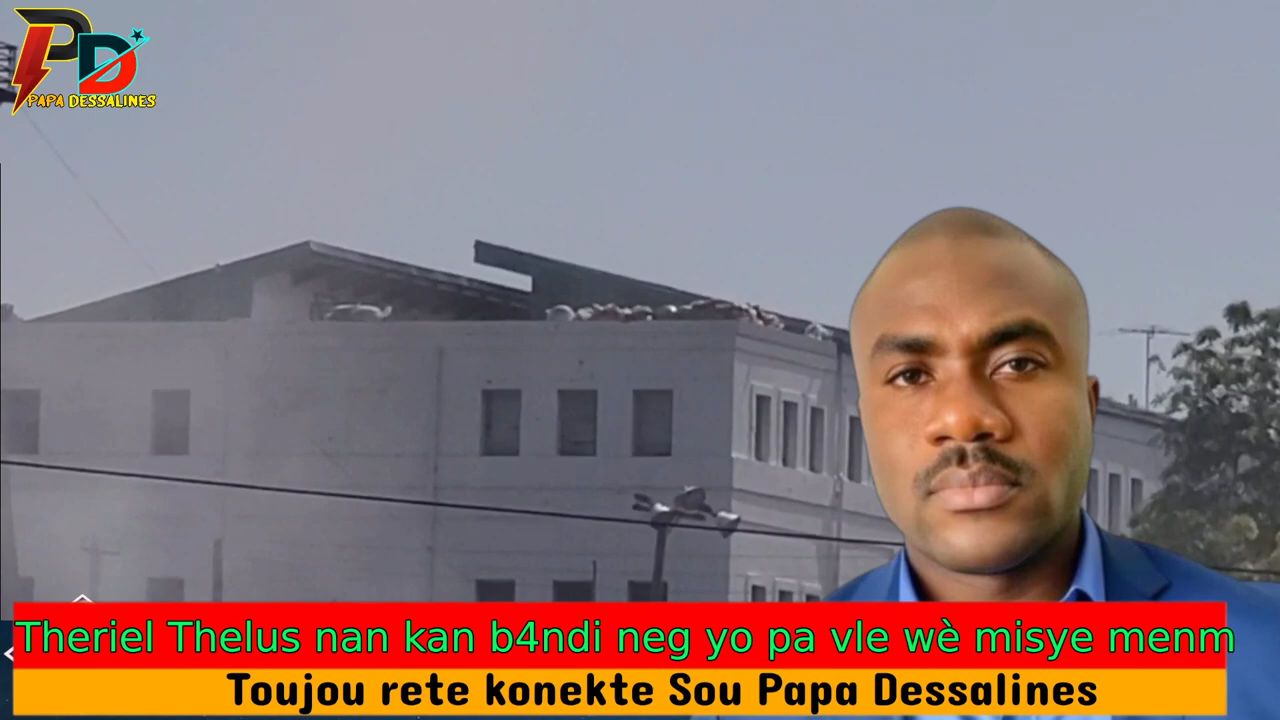 PD
PAPA DESSALINES
Theriel Thelus nan kan b4ndi neg yo pa vle wè misye menm
Toujou rete konekte Sou Papa Dessalines